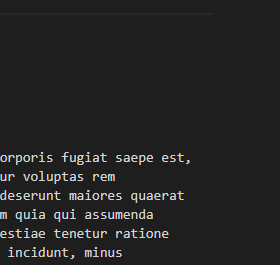 orporis fugiat saepe est,
ur voluptas rem
deserunt maiores quaerat
m quia qui assumenda
estiae tenetur ratione
incidunt, minus